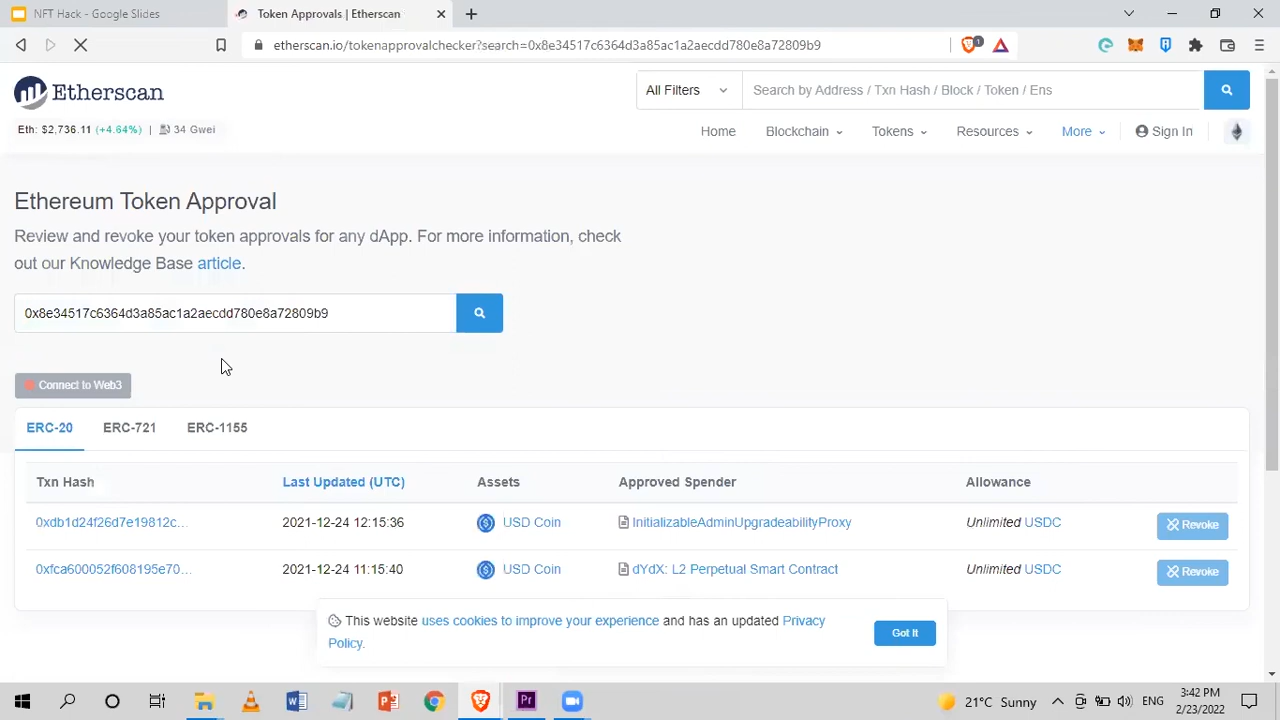 NFT Hack - Google Slides
Token Approvals | Etherscan
etherscan.io/tokenapprovalchecker?search=0x8e34517c6364d3a85ac1a2aecdd780e8a72809b9
1
Etherscan
All Filters
Search by Address / Txn Hash / Block / Token / Ens
Eth: $2,736.11 (+4.64%) | 34 Gwei
Home Blockchain Tokens Resources More Sign In
Ethereum Token Approval
Review and revoke your token approvals for any dApp. For more information, check
out our Knowledge Base article.
0x8e34517c6364d3a85ac1a2aecdd780e8a72809b9
Connect to Web3
ERC-20 ERC-721 ERC-1155
Txn Hash Last Updated (UTC) Assets Approved Spender Allowance
0xdb1d24f26d7e19812c... 2021-12-24 12:15:36 USD Coin InitializableAdminUpgradeabilityProxy Unlimited USDC Revoke
0xfca600052f608195e70... 2021-12-24 11:15:40 USD Coin dYdX: L2 Perpetual Smart Contract Unlimited USDC Revoke
This website uses cookies to improve your experience and has an updated Privacy
Policy.
Got It
21°C Sunny
ENG
3:42 PM
2/23/2022